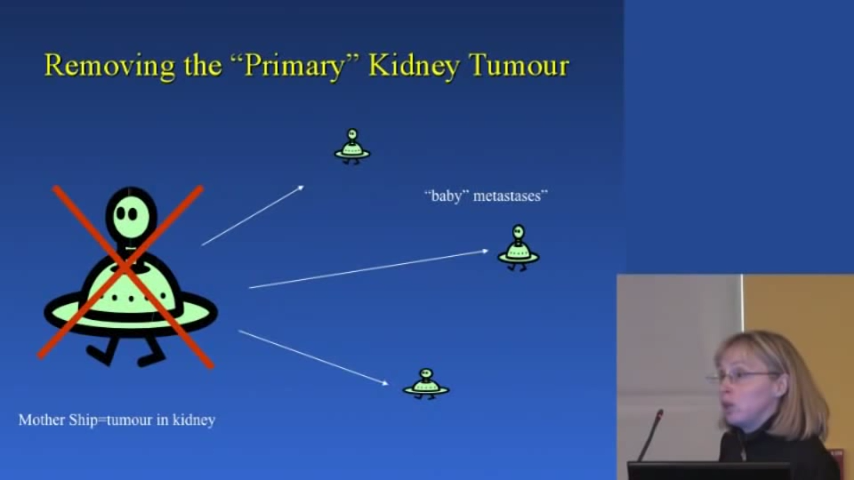 Removing the “Primary” Kidney Tumour
“baby” metastases”
Mother Ship=tumour in kidney